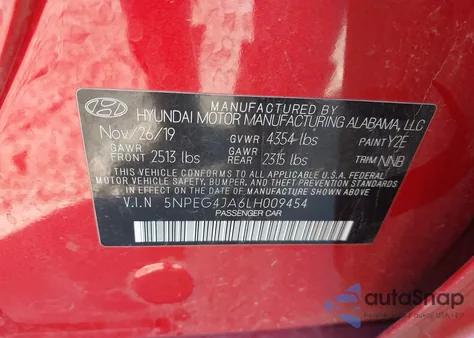 MANUFACTURED BY
HYUNDAI MOTOR MANUFACTURING ALABAMA, LLC
Nov/26/19 GVWR 4354 lbs PAINT Y2E
GAWR FRONT 2513 lbs GAWR REAR 2315 lbs TRIM NNB
THIS VEHICLE CONFORMS TO ALL APPLICABLE U.S.A FEDERAL
MOTOR VEHICLE SAFETY, BUMPER, AND THEFT PREVENTION
STANDARDS IN EFFECT ON THE DATE OF MANUFACTURE SHOWN ABOVE.
V.I.N 5NPEG4JA6LH009454
PASSENGER CAR
autoSnap